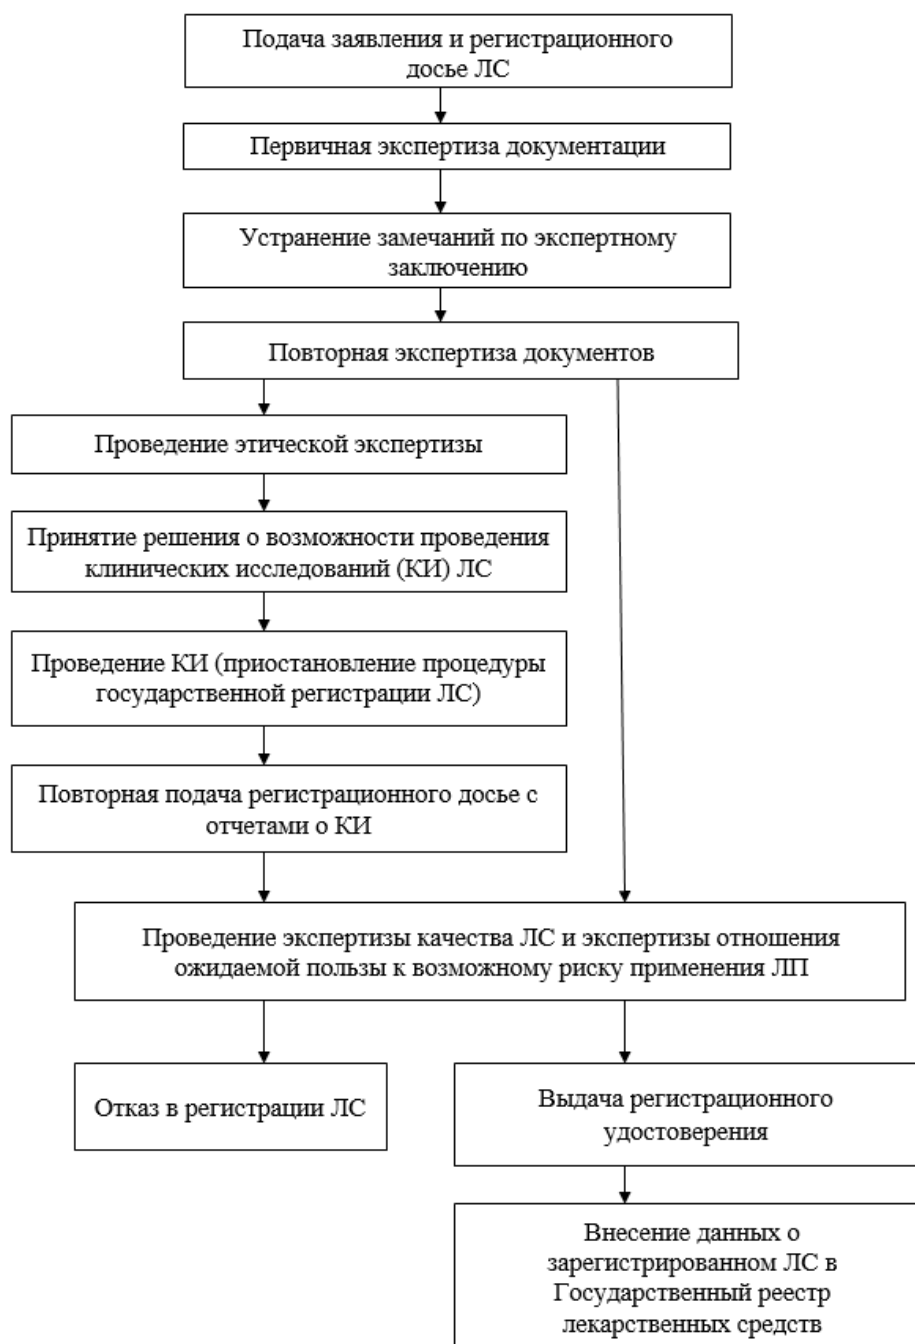 Подача заявления и регистрационного
досье ЛС
Первичная экспертиза документации
Устранение замечаний по экспертному
заключению
Повторная экспертиза документов
Проведение этической экспертизы
Принятие решения о возможности проведения
клинических исследований (КИ) ЛС
Проведение КИ (приостановление процедуры
государственной регистрации ЛС)
Повторная подача регистрационного досье с
отчетами о КИ
Проведение экспертизы качества ЛС и экспертизы отношения
ожидаемой пользы к возможному риску применения ЛП
Отказ в регистрации ЛС
Выдача регистрационного
удостоверения
Внесение данных о
зарегистрированном ЛС в
Государственный реестр
лекарственных средств